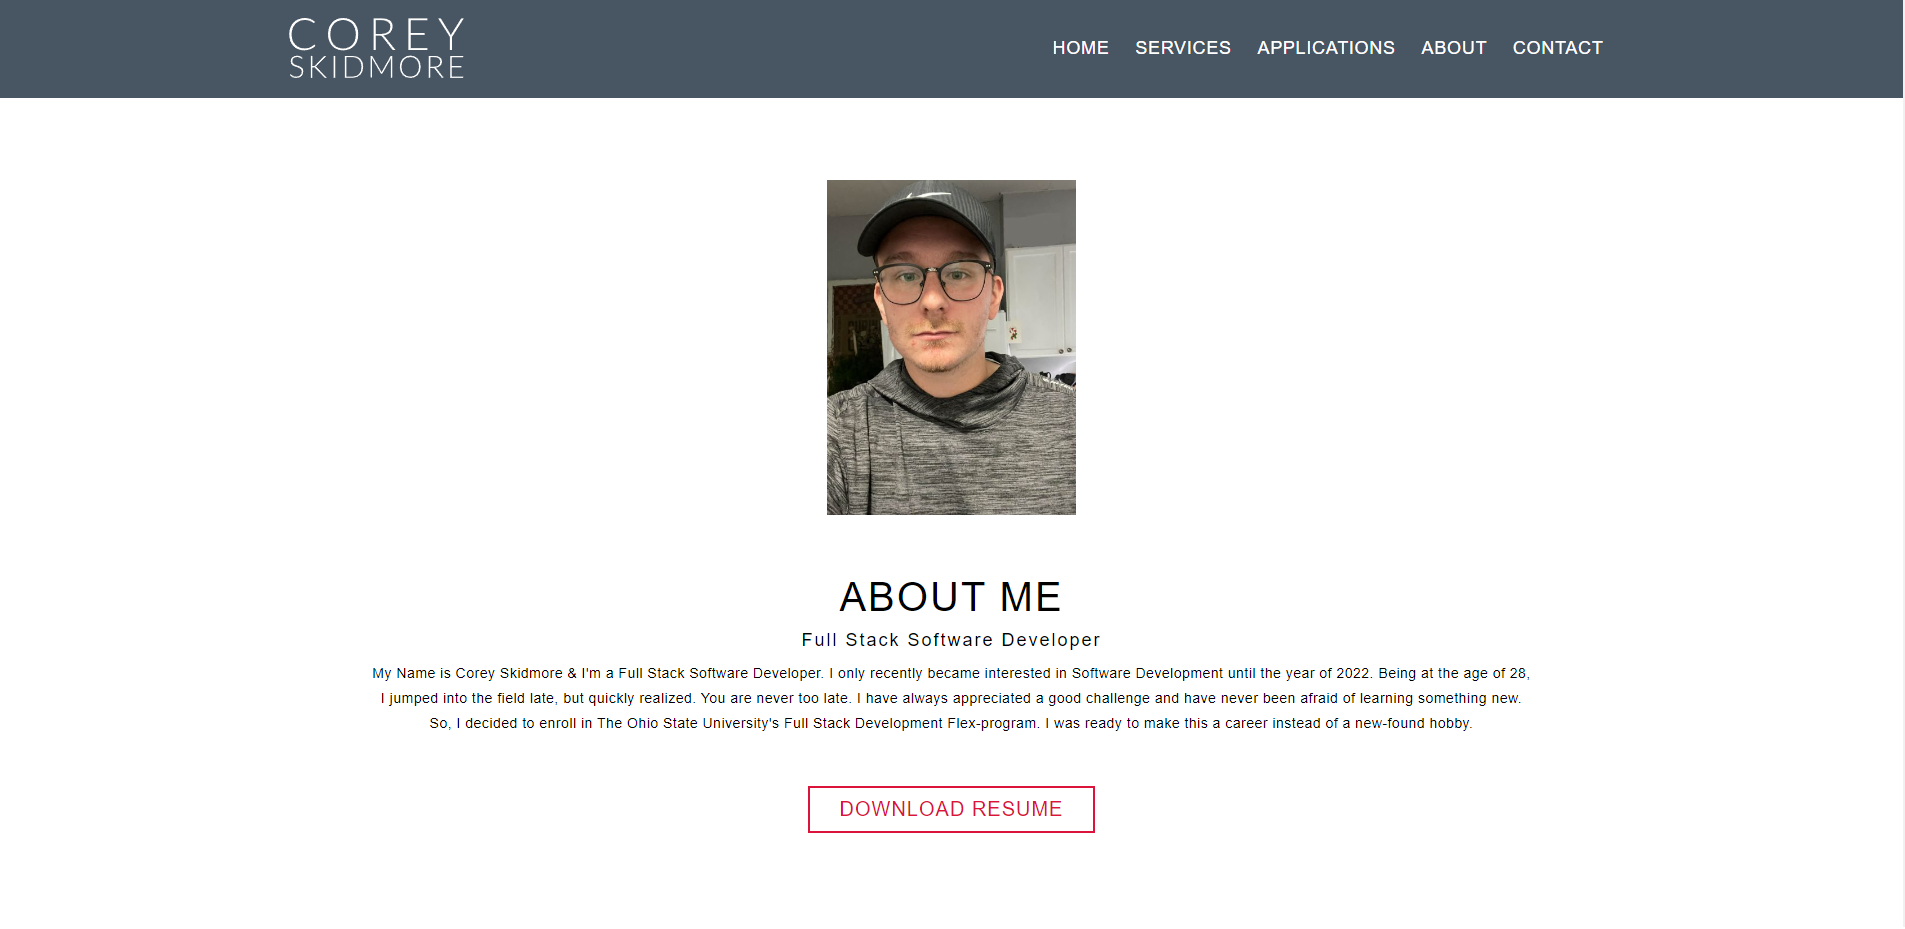 COREY
SKIDMORE
HOME SERVICES APPLICATIONS ABOUT CONTACT
ABOUT ME
Full Stack Software Developer
My Name is Corey Skidmore & I'm a Full Stack Software Developer. I only recently became interested in Software Development until the year of 2022. Being at the age of 28,
I jumped into the field late, but quickly realized. You are never too late. I have always appreciated a good challenge and have never been afraid of learning something new.
So, I decided to enroll in The Ohio State University's Full Stack Development Flex-program. I was ready to make this a career instead of a new-found hobby.
DOWNLOAD RESUME